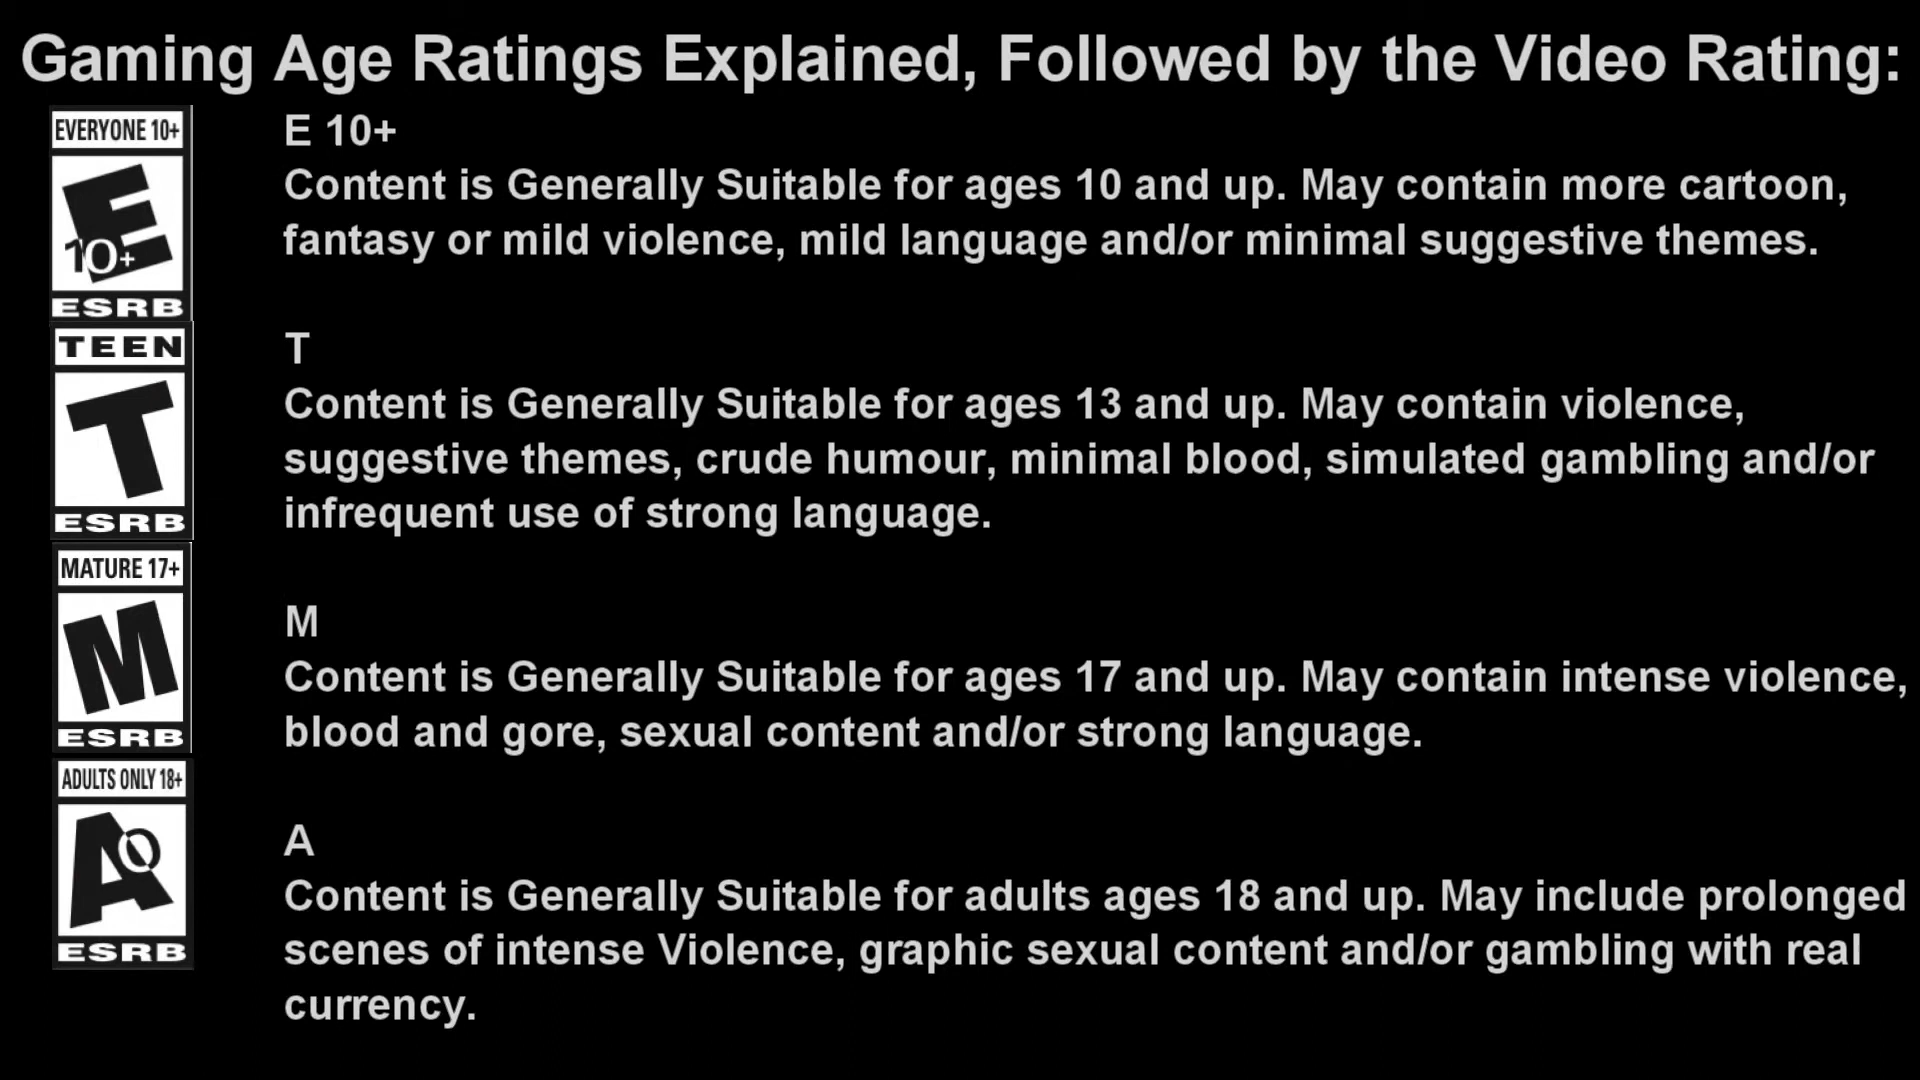 Gaming Age Ratings Explained, Followed by the Video Rating:
EVERYONE 10+
E
10+
ESRB
E 10+
Content is Generally Suitable for ages 10 and up. May contain more cartoon,
fantasy or mild violence, mild language and/or minimal suggestive themes.
TEEN
T
ESRB
T
Content is Generally Suitable for ages 13 and up. May contain violence,
suggestive themes, crude humour, minimal blood, simulated gambling and/or
infrequent use of strong language.
MATURE 17+
M
ESRB
M
Content is Generally Suitable for ages 17 and up. May contain intense violence,
blood and gore, sexual content and/or strong language.
ADULTS ONLY 18+
AO
ESRB
A
Content is Generally Suitable for adults ages 18 and up. May include prolonged
scenes of intense Violence, graphic sexual content and/or gambling with real
currency.